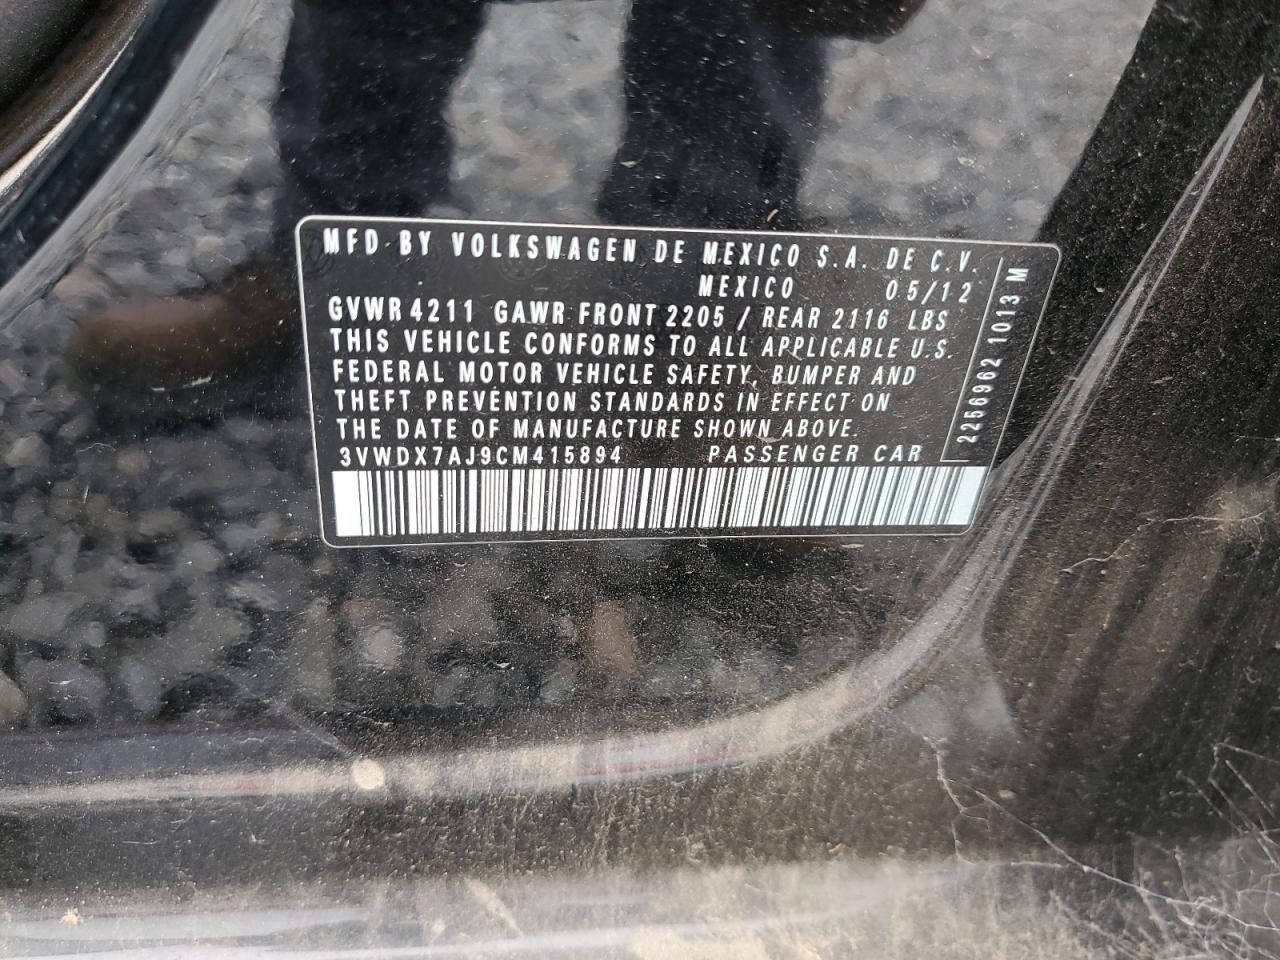 MFD BY VOLKSWAGEN DE MEXICO S.A. DE C.V.
MEXICO 05/12
GVWR 4211 GAWR FRONT 2205 / REAR 2116 LBS
THIS VEHICLE CONFORMS TO ALL APPLICABLE U.S.
FEDERAL MOTOR VEHICLE SAFETY, BUMPER AND
THEFT PREVENTION STANDARDS IN EFFECT ON
THE DATE OF MANUFACTURE SHOWN ABOVE.
3VWDX7AJ9CM415894 PASSENGER CAR
2256962 1013 M